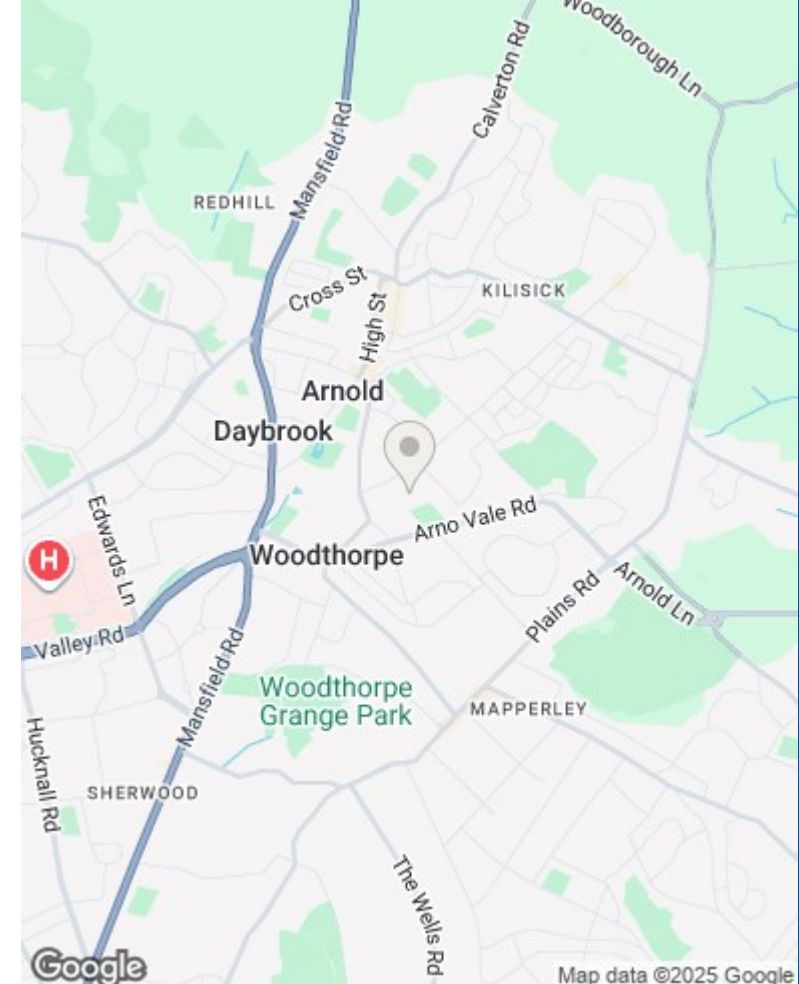 Woodborough Ln
Calverton Rd
Mansfield Rd
REDHILL
Cross St
KILISICK
High St
Arnold
Daybrook
Edwards Ln
Arno Vale Rd
H
Woodthorpe
Arnold Ln
Plains Rd
Valley Rd
Mansfield Rd
Woodthorpe
Grange Park
MAPPERLEY
Hucknall Rd
SHERWOOD
The Wells Rd
Google
Map data ©2025 Google